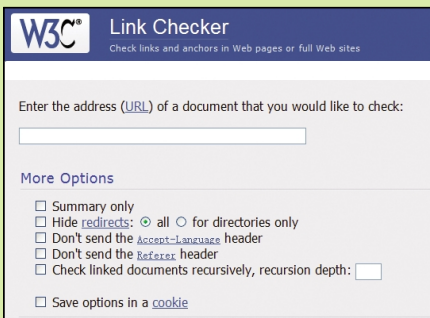 W3C® Link Checker
Check links and anchors in Web pages or full Web sites
Enter the address (URL) of a document that you would like to check:
More Options
Summary only
Hide redirects: all for directories only
Don't send the Accept-Language header
Don't send the Referer header
Check linked documents recursively, recursion depth:
Save options in a cookie